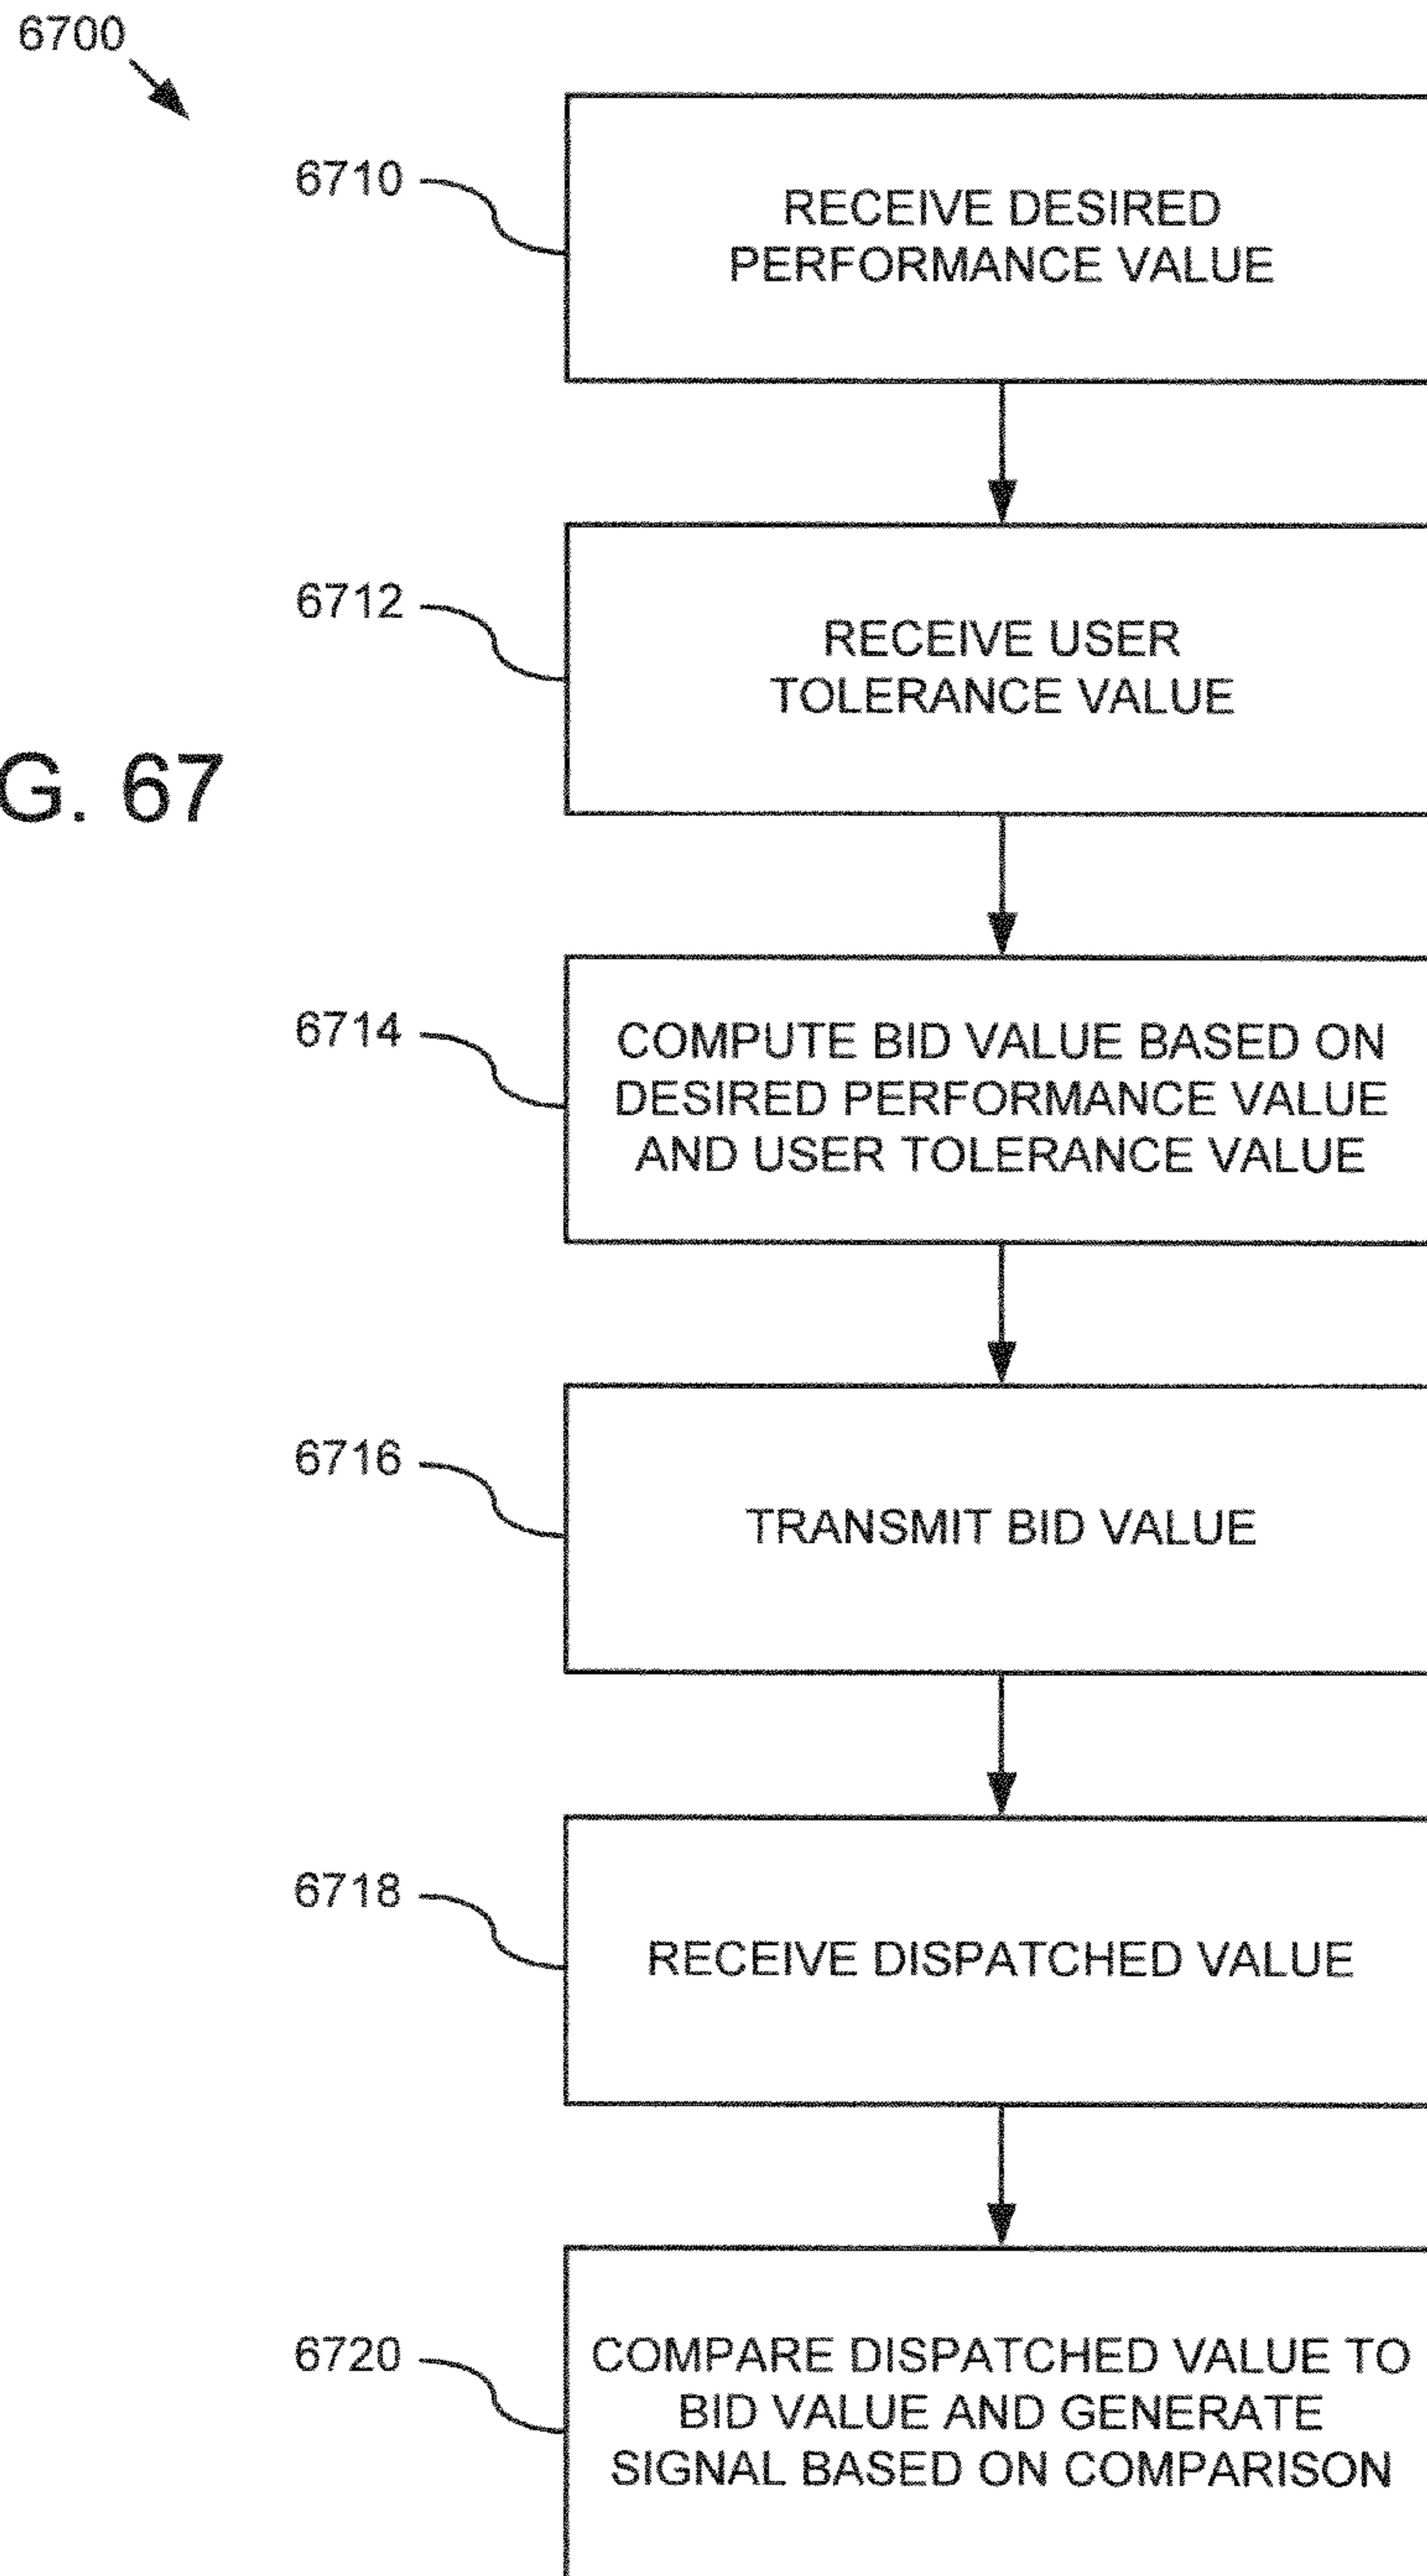 6700
6710
RECEIVE DESIRED
PERFORMANCE VALUE
6712
RECEIVE USER
TOLERANCE VALUE
G. 67
6714
COMPUTE BID VALUE BASED ON
DESIRED PERFORMANCE VALUE
AND USER TOLERANCE VALUE
6716
TRANSMIT BID VALUE
6718
RECEIVE DISPATCHED VALUE
6720
COMPARE DISPATCHED VALUE TO
BID VALUE AND GENERATE
SIGNAL BASED ON COMPARISON